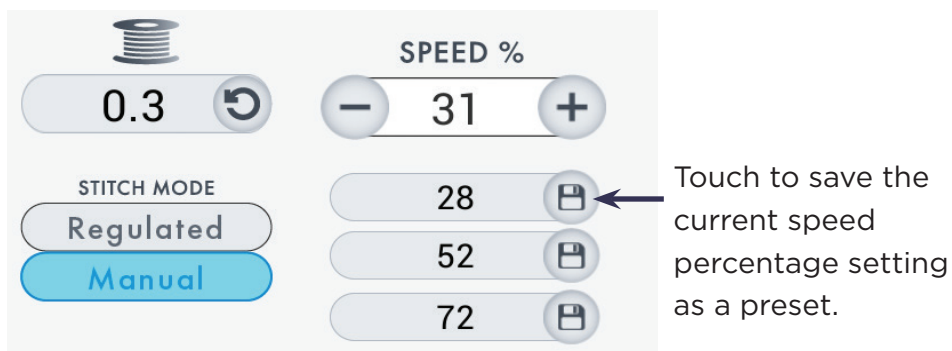 SPEED %
0.3
− 31 +
STITCH MODE
Regulated
Manual
28
52
72
Touch to save the
current speed
percentage setting
as a preset.